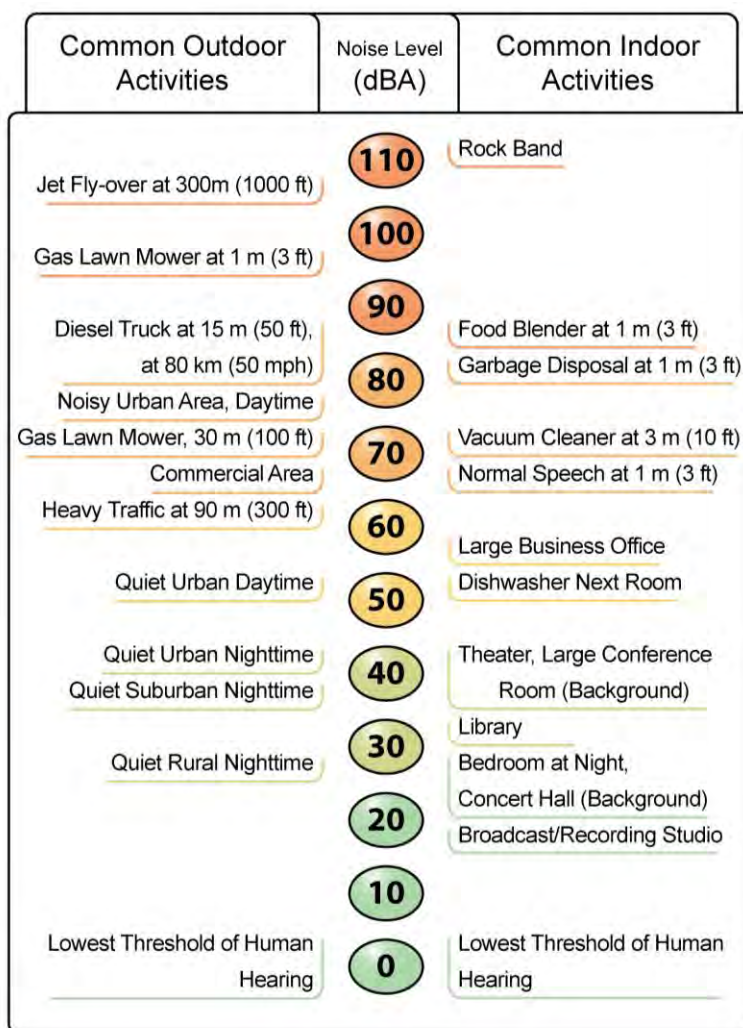 Common Outdoor
Activities
Noise Level
(dBA)
Common Indoor
Activities
110
Rock Band
Jet Fly-over at 300m (1000 ft)
100
Gas Lawn Mower at 1 m (3 ft)
90
Diesel Truck at 15 m (50 ft),
at 80 km (50 mph)
Food Blender at 1 m (3 ft)
80
Garbage Disposal at 1 m (3 ft)
Noisy Urban Area, Daytime
Gas Lawn Mower, 30 m (100 ft)
70
Vacuum Cleaner at 3 m (10 ft)
Commercial Area
Normal Speech at 1 m (3 ft)
Heavy Traffic at 90 m (300 ft)
60
Large Business Office
Quiet Urban Daytime
50
Dishwasher Next Room
Quiet Urban Nighttime
40
Theater, Large Conference
Room (Background)
Quiet Suburban Nighttime
30
Library
Quiet Rural Nighttime
Bedroom at Night,
Concert Hall (Background)
20
Broadcast/Recording Studio
10
Lowest Threshold of Human
Hearing
0
Lowest Threshold of Human
Hearing